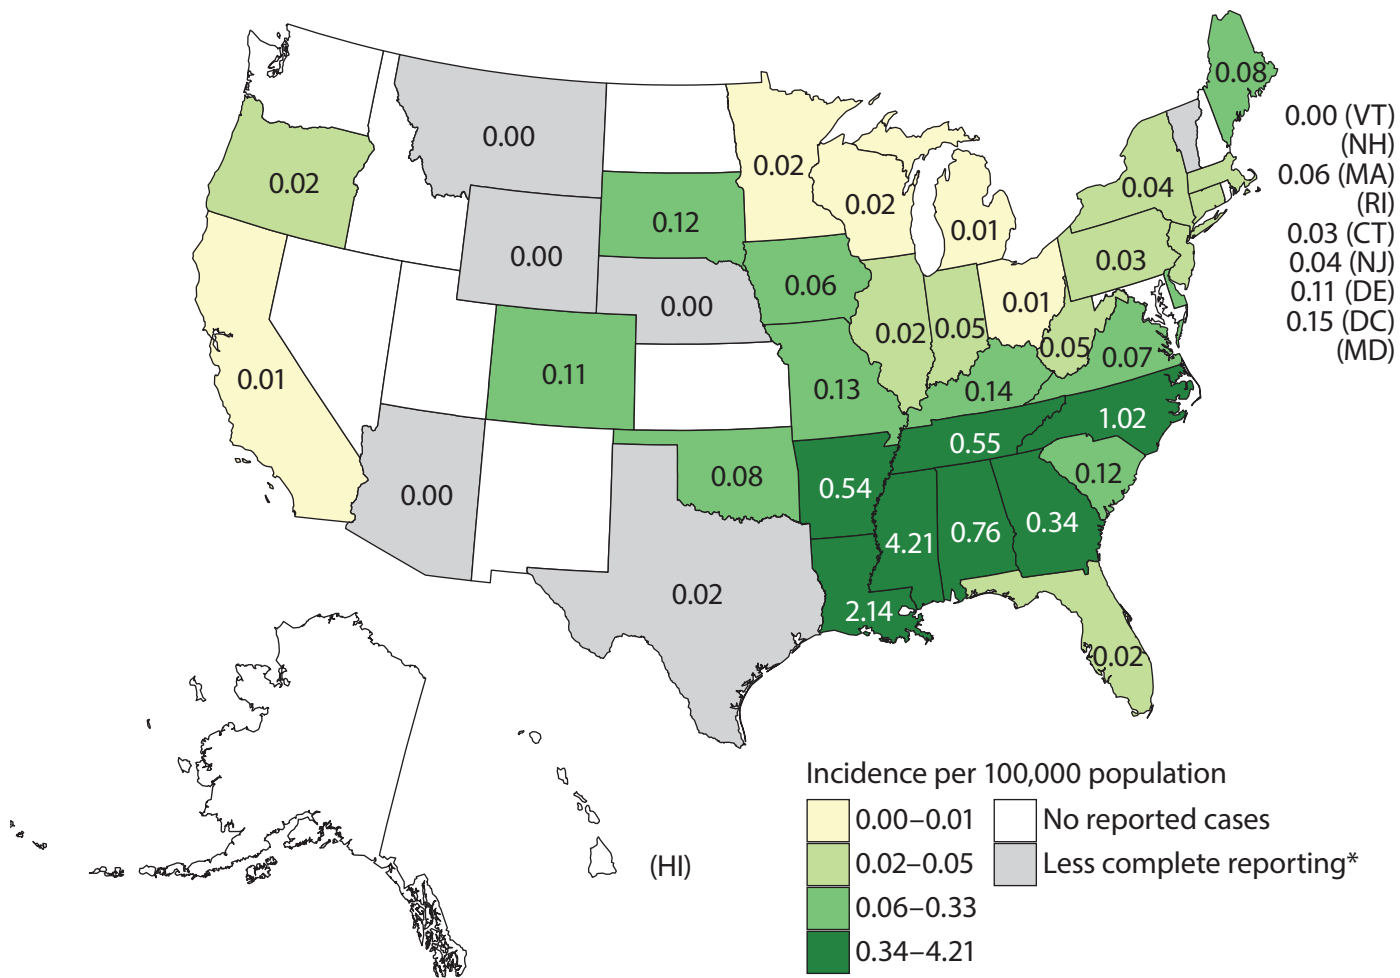 0.08
0.00 (VT)
(NH)
0.06 (MA)
(RI)
0.03 (CT)
0.04 (NJ)
0.11 (DE)
0.15 (DC)
(MD)
0.00
0.02
0.02
0.02
0.04
0.12
0.01
0.00
0.03
0.06
0.00
0.01
0.02
0.05
0.05
0.07
0.01
0.11
0.13
0.14
1.02
0.55
0.08
0.12
0.54
0.00
0.34
0.76
4.21
0.02
2.14
0.02
(HI)
Incidence per 100,000 population
0.00–0.01
No reported cases
0.02–0.05
Less complete reporting*
0.06–0.33
0.34–4.21